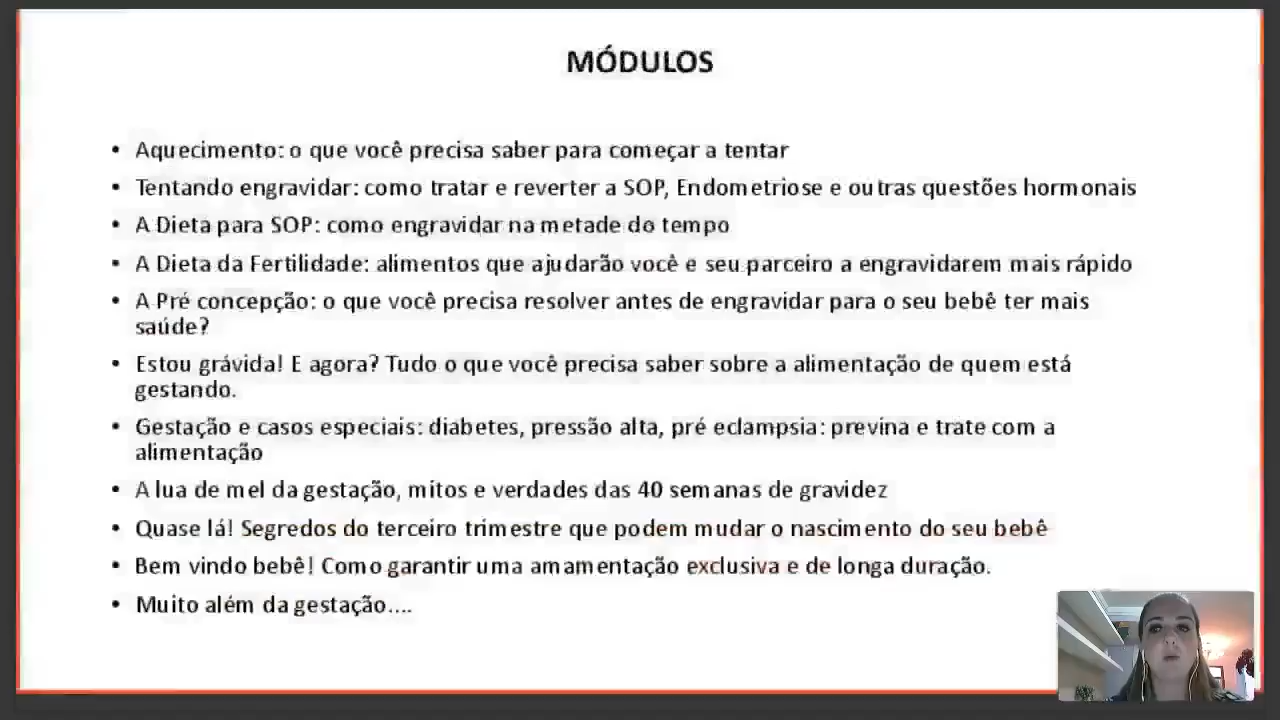 MÓDULOS
• Aquecimento: o que você precisa saber para começar a tentar
• Tentando engravidar: como tratar e reverter a SOP, Endometriose e outras questões hormonais
• A Dieta para SOP: como engravidar na metade do tempo
• A Dieta da Fertilidade: alimentos que ajudarão você e seu parceiro a engravidarem mais rápido
• A Pré concepção: o que você precisa resolver antes de engravidar para o seu bebê ter mais
saúde?
• Estou grávida! E agora? Tudo o que você precisa saber sobre a alimentação de quem está
gestando.
• Gestação e casos especiais: diabetes, pressão alta, pré eclampsia: previna e trate com a
alimentação
• A lua de mel da gestação, mitos e verdades das 40 semanas de gravidez
• Quase lá! Segredos do terceiro trimestre que podem mudar o nascimento do seu bebê
• Bem vindo bebê! Como garantir uma amamentação exclusiva e de longa duração.
• Muito além da gestação....